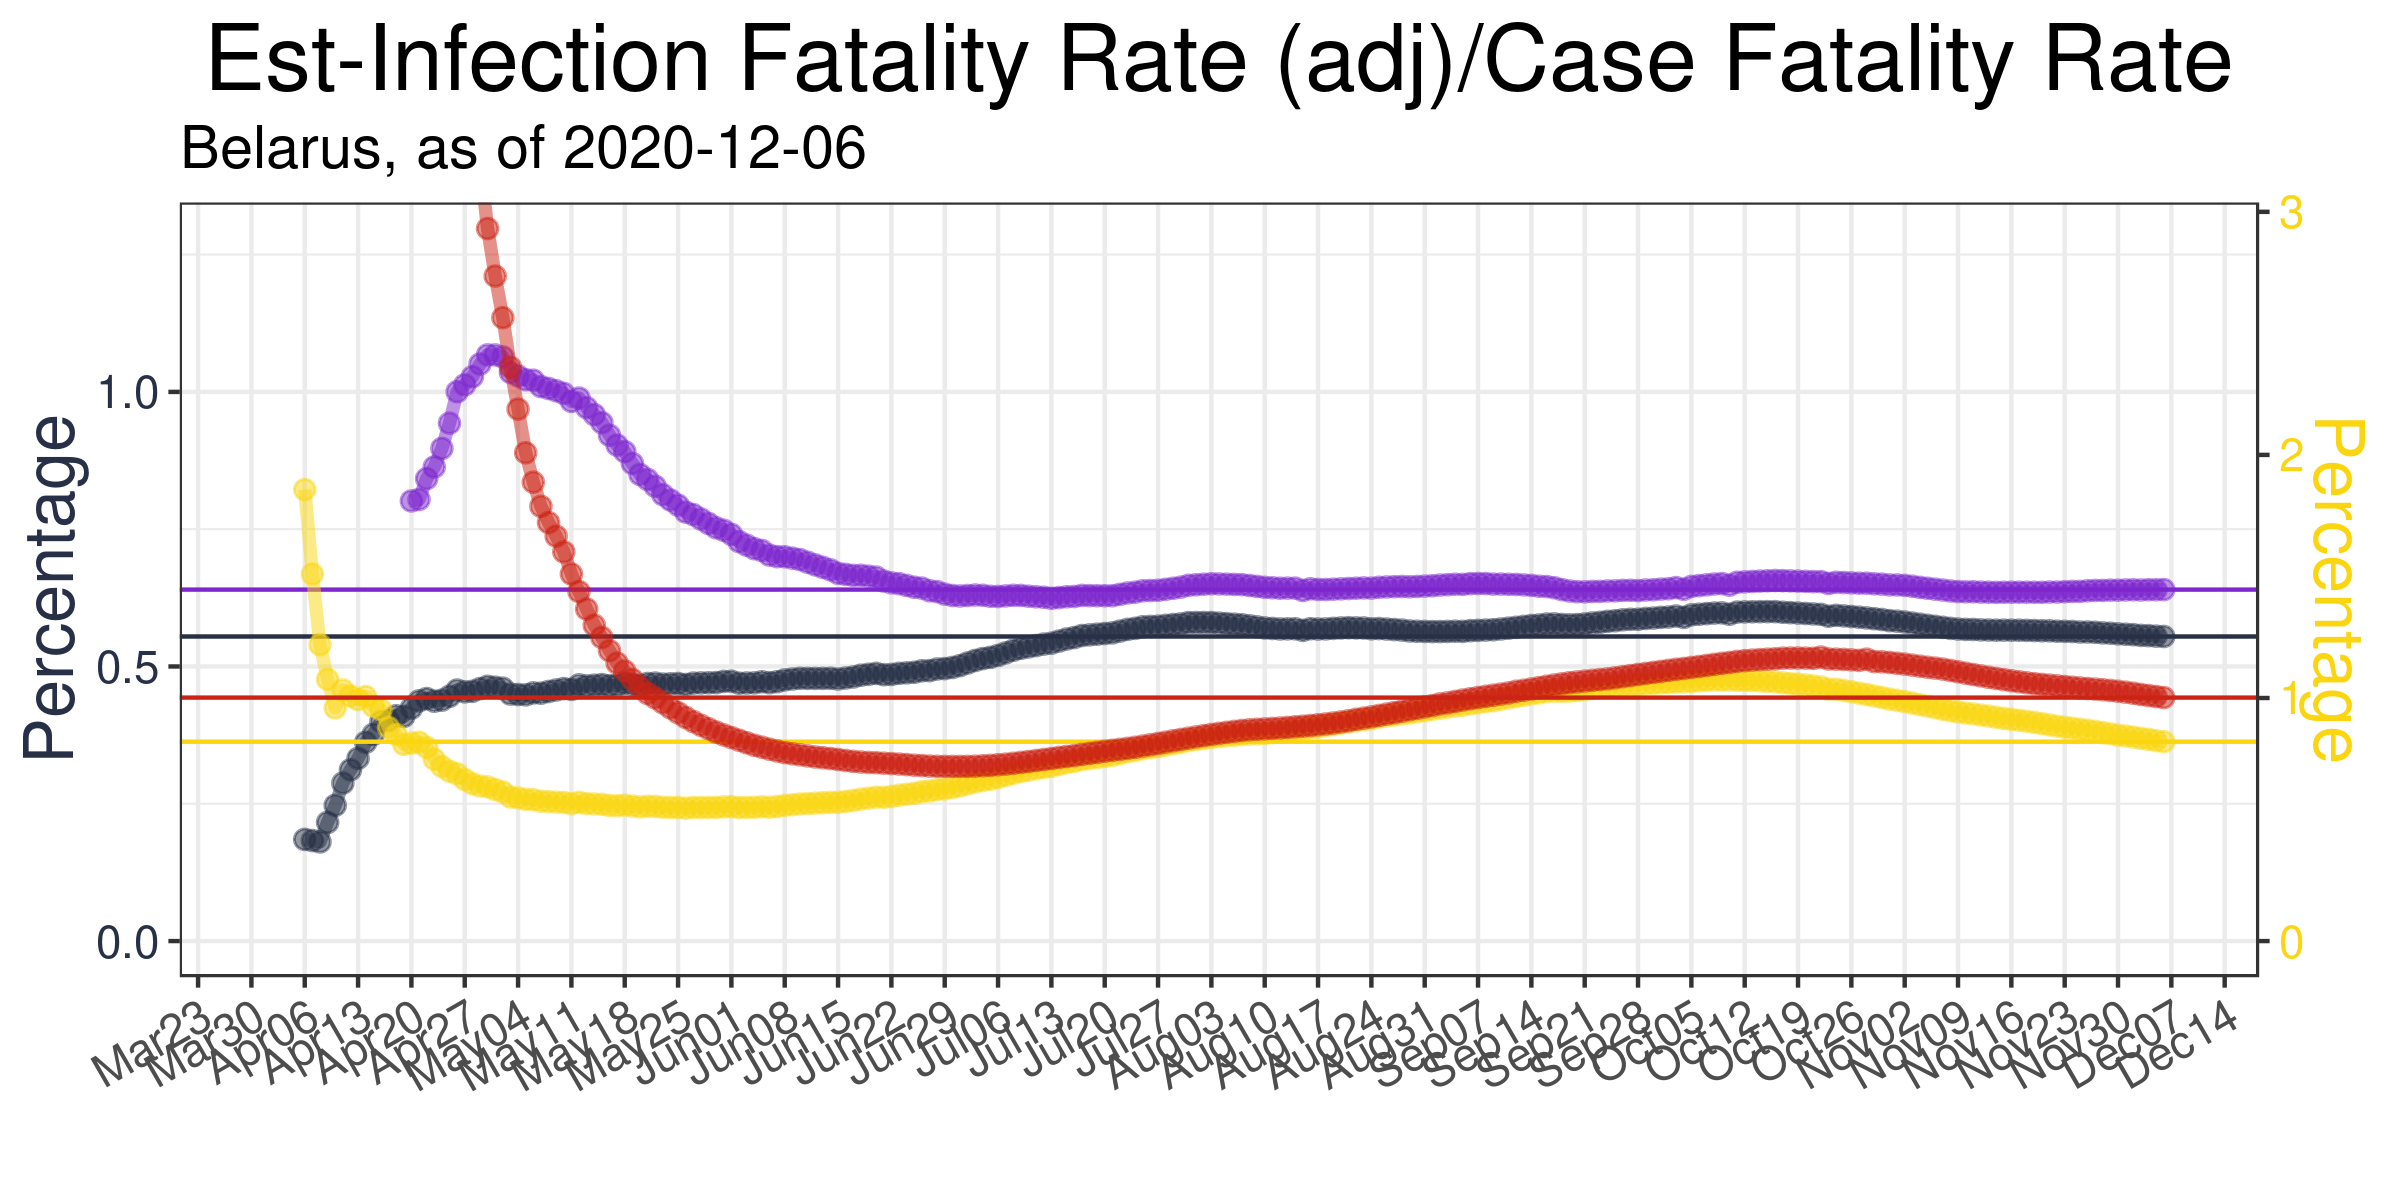 Est-Infection Fatality Rate (adj)/Case Fatality Rate
Belarus, as of 2020-12-06
Percentage
1.0
0.5
0.0
3
2
1
0
Percentage
Mar23
Mar30
Apr06
Apr13
Apr20
Apr27
May04
May11
May18
May25
Jun01
Jun08
Jun15
Jun22
Jun29
Jul06
Jul13
Jul20
Jul27
Aug03
Aug10
Aug17
Aug24
Aug31
Sep07
Sep14
Sep21
Sep28
Oct05
Oct12
Oct19
Oct26
Nov02
Nov09
Nov16
Nov23
Nov30
Dec07
Dec14